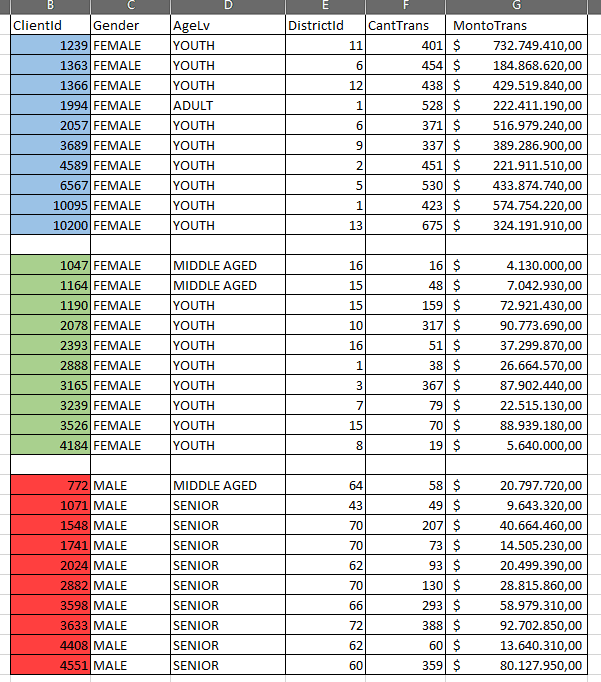 B C D E F G
ClientId Gender AgeLv DistrictId CantTrans MontoTrans
1239 FEMALE YOUTH 11 401 $ 732.749.410,00
1363 FEMALE YOUTH 6 454 $ 184.868.620,00
1366 FEMALE YOUTH 12 438 $ 429.519.840,00
1994 FEMALE ADULT 1 528 $ 222.411.190,00
2057 FEMALE YOUTH 6 371 $ 516.979.240,00
3689 FEMALE YOUTH 9 337 $ 389.286.900,00
4589 FEMALE YOUTH 2 451 $ 221.911.510,00
6567 FEMALE YOUTH 5 530 $ 433.874.740,00
10095 FEMALE YOUTH 1 423 $ 574.754.220,00
10200 FEMALE YOUTH 13 675 $ 324.191.910,00
1047 FEMALE MIDDLE AGED 16 16 $ 4.130.000,00
1164 FEMALE MIDDLE AGED 15 48 $ 7.042.930,00
1190 FEMALE YOUTH 15 159 $ 72.921.430,00
2078 FEMALE YOUTH 10 317 $ 90.773.690,00
2393 FEMALE YOUTH 16 51 $ 37.299.870,00
2888 FEMALE YOUTH 1 38 $ 26.664.570,00
3165 FEMALE YOUTH 3 367 $ 87.902.440,00
3239 FEMALE YOUTH 7 79 $ 22.515.130,00
3526 FEMALE YOUTH 15 70 $ 88.939.180,00
4184 FEMALE YOUTH 8 19 $ 5.640.000,00
772 MALE MIDDLE AGED 64 58 $ 20.797.720,00
1071 MALE SENIOR 43 49 $ 9.643.320,00
1548 MALE SENIOR 70 207 $ 40.664.460,00
1741 MALE SENIOR 70 73 $ 14.505.230,00
2024 MALE SENIOR 62 93 $ 20.499.390,00
2882 MALE SENIOR 70 130 $ 28.815.860,00
3598 MALE SENIOR 66 293 $ 58.979.310,00
3633 MALE SENIOR 72 388 $ 92.702.850,00
4408 MALE SENIOR 62 60 $ 13.640.310,00
4551 MALE SENIOR 60 359 $ 80.127.950,00